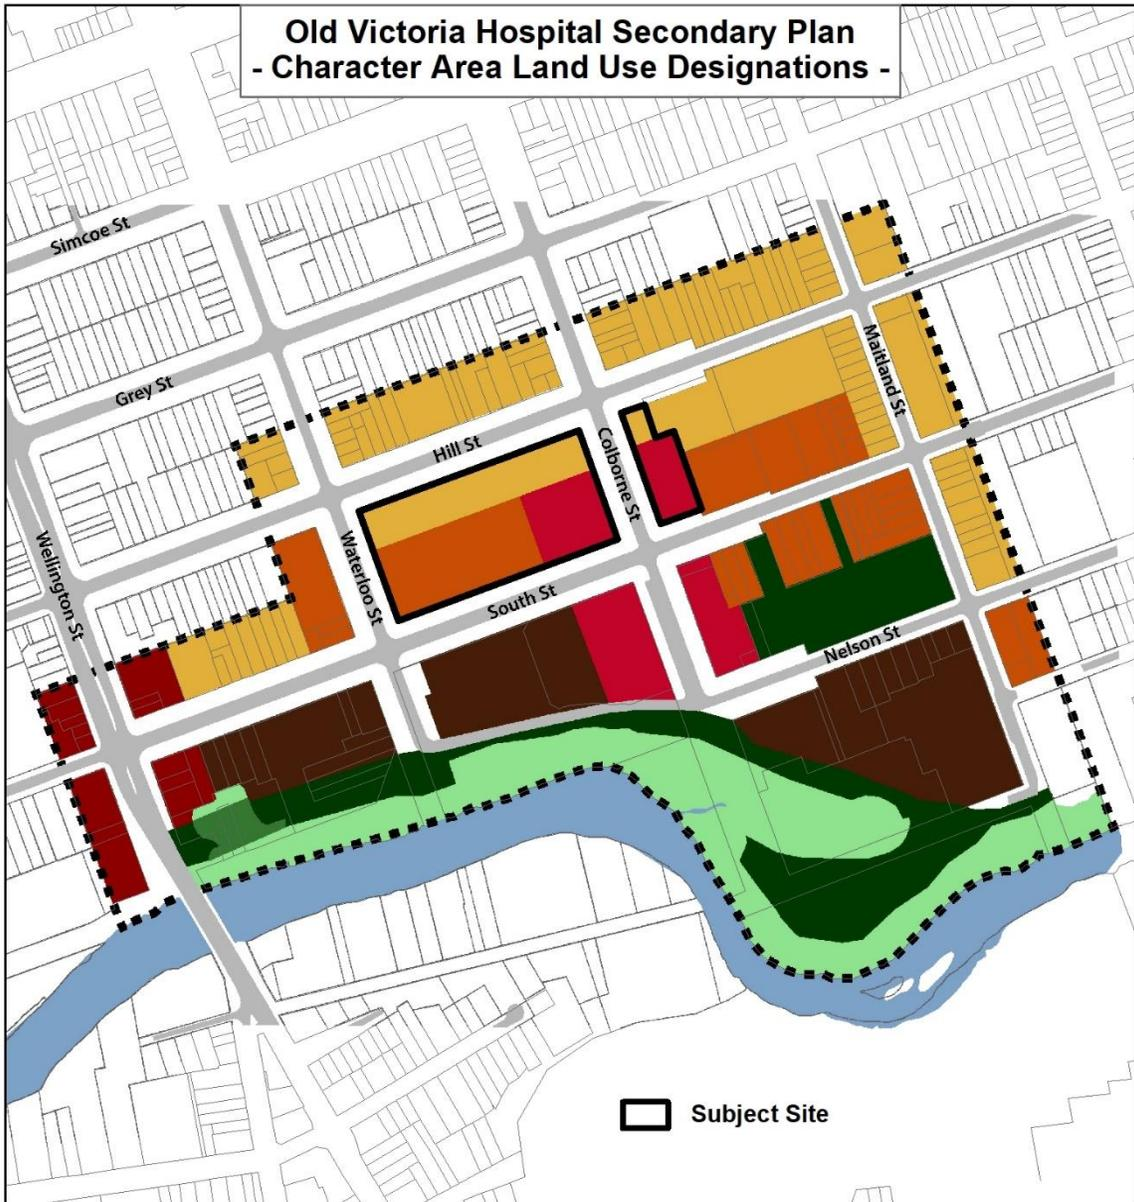 Old Victoria Hospital Secondary Plan
- Character Area Land Use Designations -
Simcoe St
Grey St
Hill St
Colborne St
Maitland St
Wellington St
Waterloo St
South St
Nelson St
Subject Site